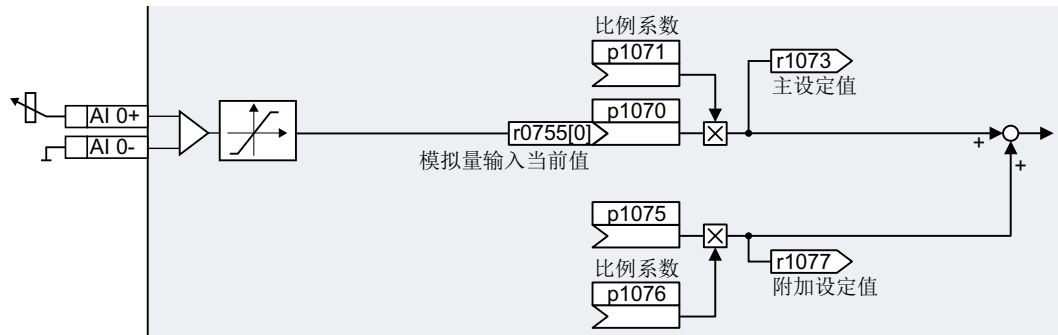 比例系数
p1071
r1073
主设定值
AI 0+
p1070
r0755[0]
AI 0-
模拟量输入当前值
+
+
p1075
r1077
比例系数
附加设定值
p1076